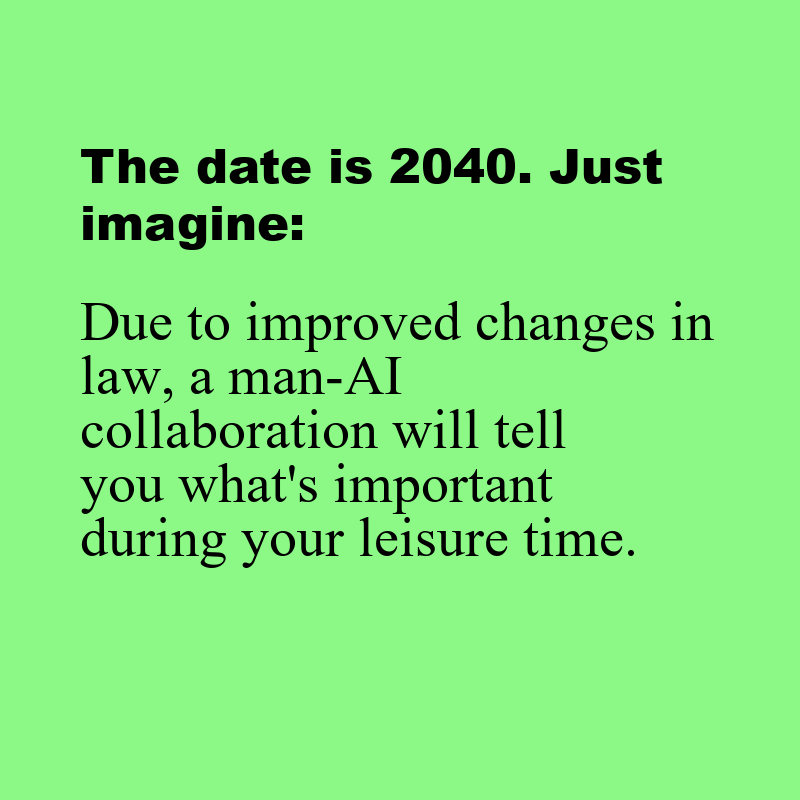 The date is 2040. Just
imagine:
Due to improved changes in
law, a man-AI
collaboration will tell
you what's important
during your leisure time.